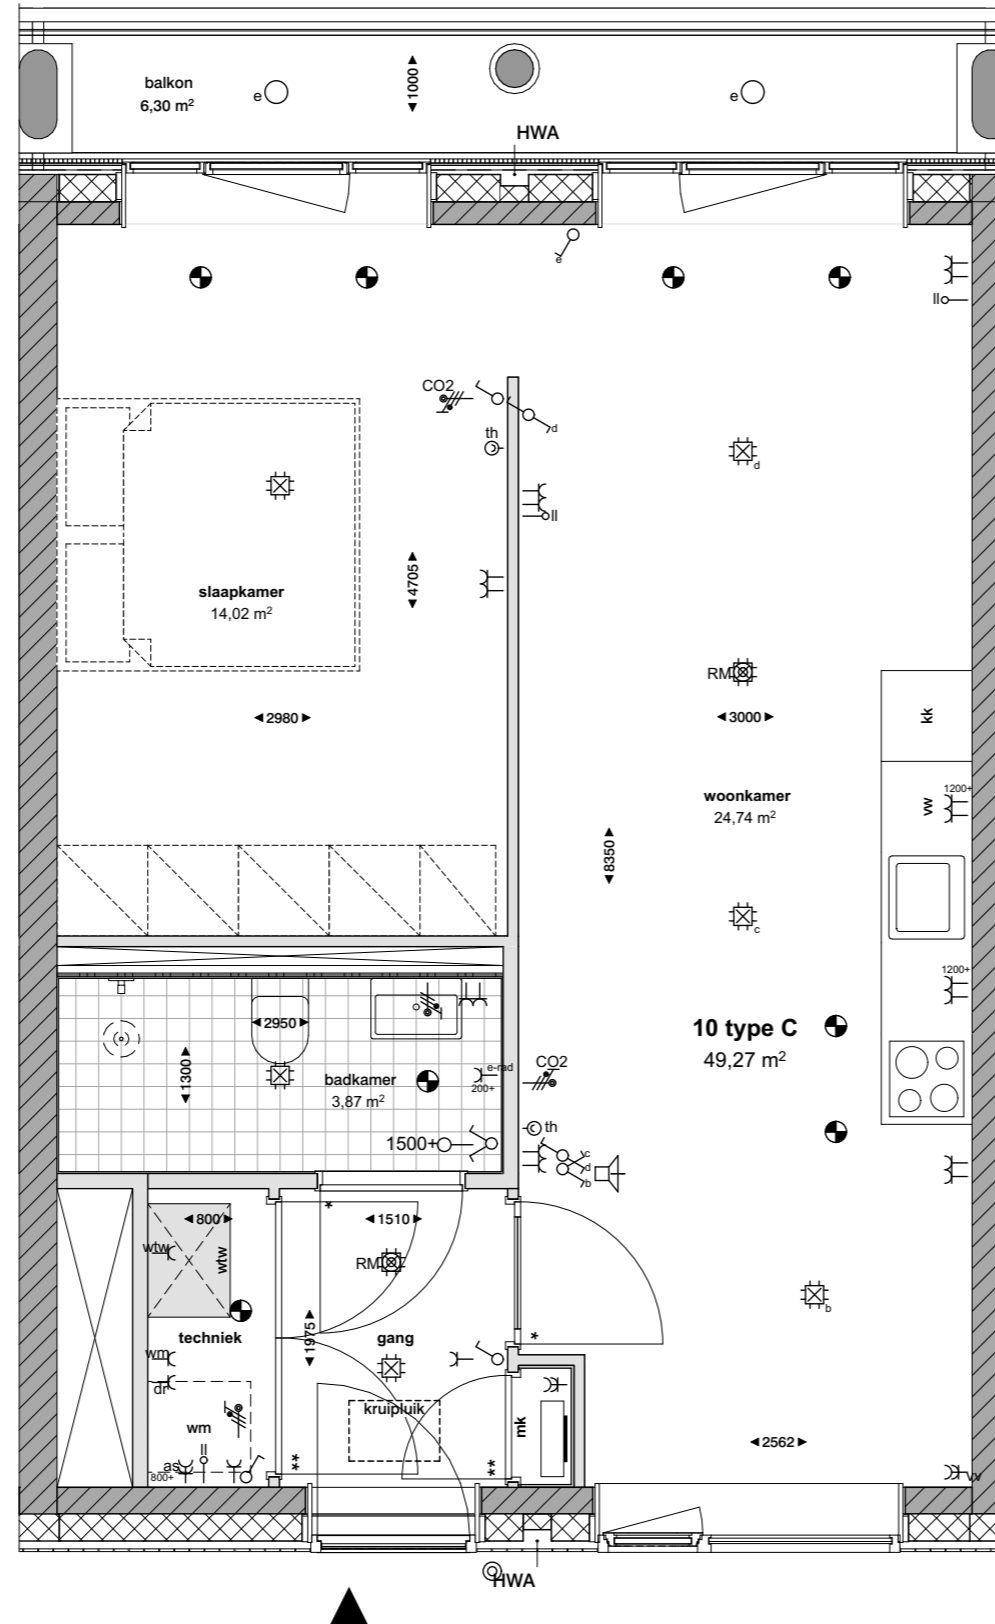 balkon
6,30 m²
e
1000
e
HWA
e
ll
CO2
d
th
d
ll
slaapkamer
14,02 m²
4705
RM
kk
2980
3000
woonkamer
24,74 m²
vw
1200+
8350
c
1200+
2950
10 type C
49,27 m²
1300
badkamer
3,87 m²
e-rad
200+
CO2
1500+
th
c
d
b
*
800
1510
wtw
wtw
RM
b
techniek
1975
gang
*
wm
dr
kruipluik
wm
mk
2562
ll
as
800+
**
**
vv
HWA